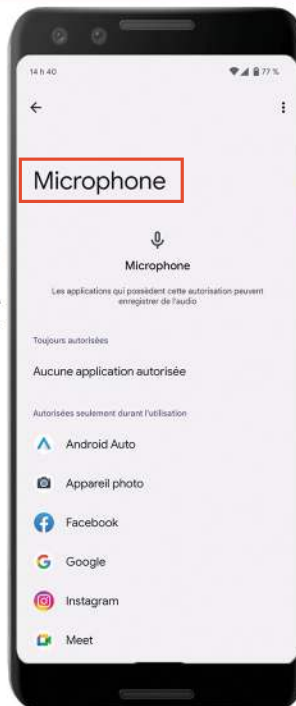 14 h 40
77 %
Microphone
Microphone
Les applications qui possèdent cette autorisation peuvent
enregistrer de l'audio
Toujours autorisées
Aucune application autorisée
Autorisées seulement durant l'utilisation
Android Auto
Appareil photo
Facebook
Google
Instagram
Meet